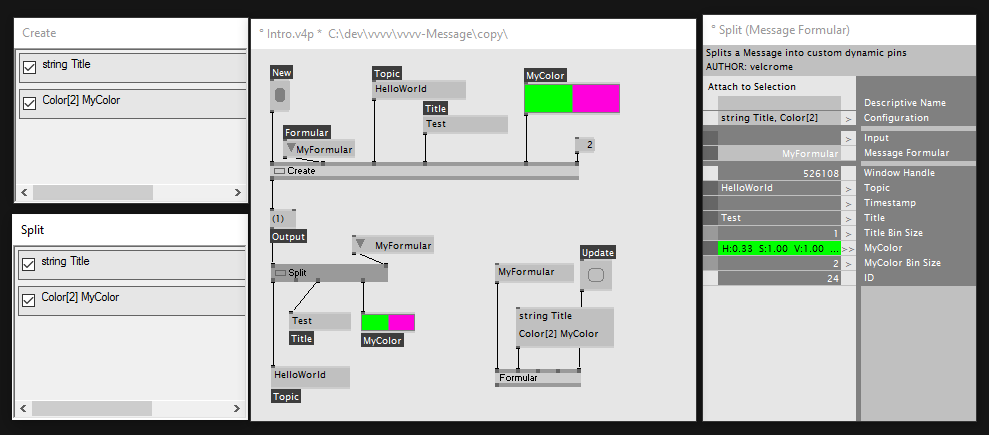 Create
string Title
Color[2] MyColor
Split
string Title
Color[2] MyColor
° Intro.v4p * C:\dev\vvvv\vvvv-Message\copy\
New
Topic
HelloWorld
MyColor
Title
Test
Formular
MyFormular
2
Create
(1)
Output
MyFormular
Split
Update
MyFormular
Test
Title
MyColor
string Title
Color[2] MyColor
HelloWorld
Topic
Formular
° Split (Message Formular)
Splits a Message into custom dynamic pins
AUTHOR: velcrome
Attach to Selection
Descriptive Name
string Title, Color[2] > Configuration
> Input
MyFormular Message Formular
526108 Window Handle
HelloWorld > Topic
> Timestamp
Test > Title
1 > Title Bin Size
H:0.33 S:1.00 V:1.00 ... >> MyColor
2 > MyColor Bin Size
24 ID